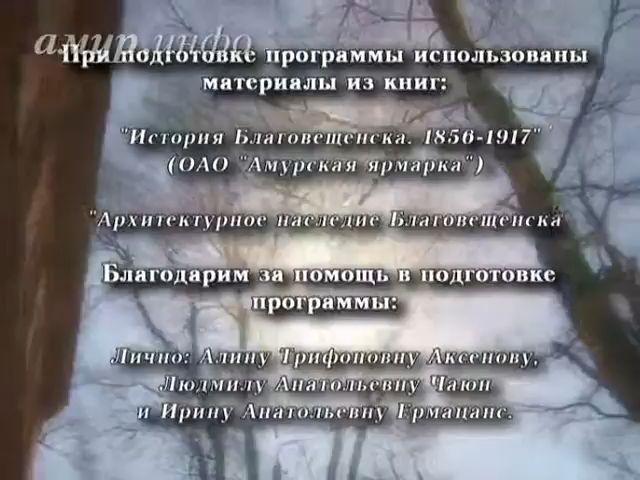 амур.инфо
При подготовке программы использованы
материалы из книг:
"История Благовещенска. 1856-1917"
(ОАО "Амурская ярмарка")
"Архитектурное наследие Благовещенска
Благодарим за помощь в подготовке
программы:
Лично: Алину Трифоповну Аксенову,
Людмилу Анатольевну Чаюн
и Ирину Анатольевну Ермацанс.